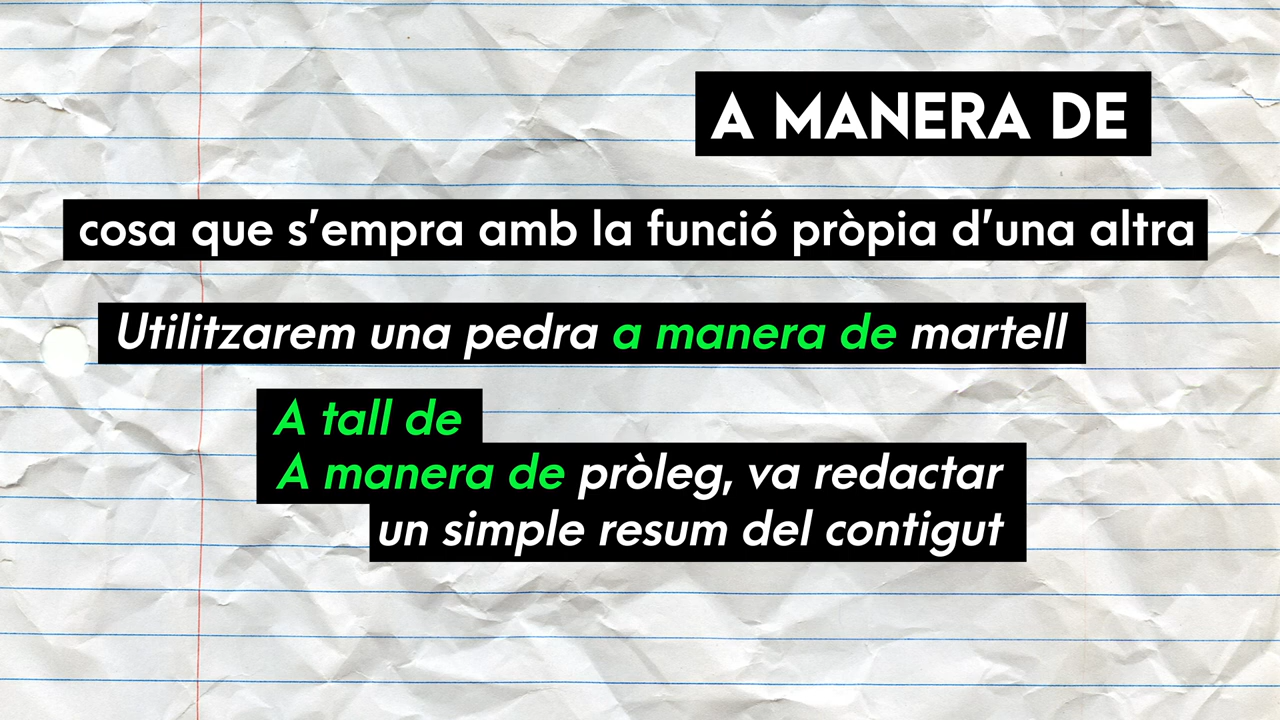 A MANERA DE
cosa que s’empra amb la funció pròpia d’una altra
Utilitzarem una pedra a manera de martell
A tall de
A manera de pròleg, va redactar
un simple resum del contigut